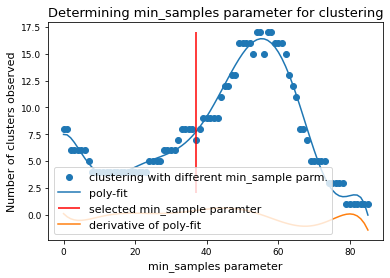 Determining min_samples parameter for clustering
17.5
15.0
12.5
10.0
7.5
5.0
2.5
0.0
Number of clusters observed
clustering with different min_sample parm.
poly-fit
selected min_sample paramter
derivative of poly-fit
0 20 40 60 80
min_samples parameter